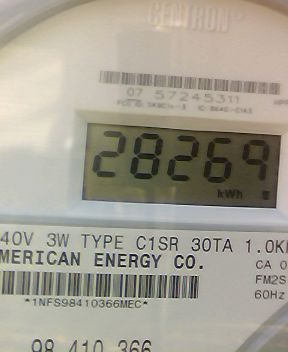 CENTRON
07 57245311
28269
kWh
40V 3W TYPE C1SR 30TA 1.0K
MERICAN ENERGY CO.
CA 0
FM2S
*1NFS98410366MEC*
60Hz
98 410 366